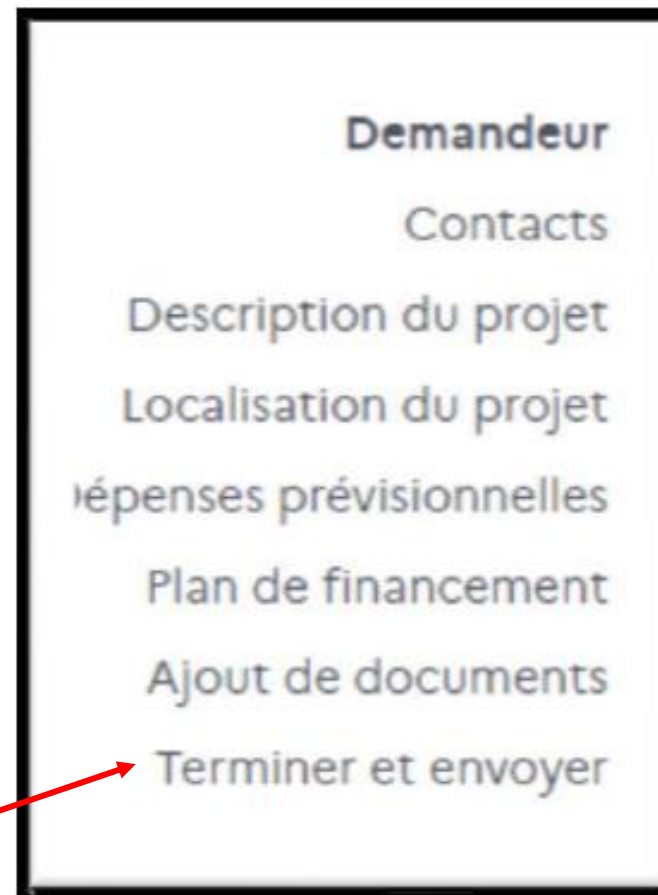 Demandeur
Contacts
Description du projet
Localisation du projet
épenses prévisionnelles
Plan de financement
Ajout de documents
Terminer et envoyer